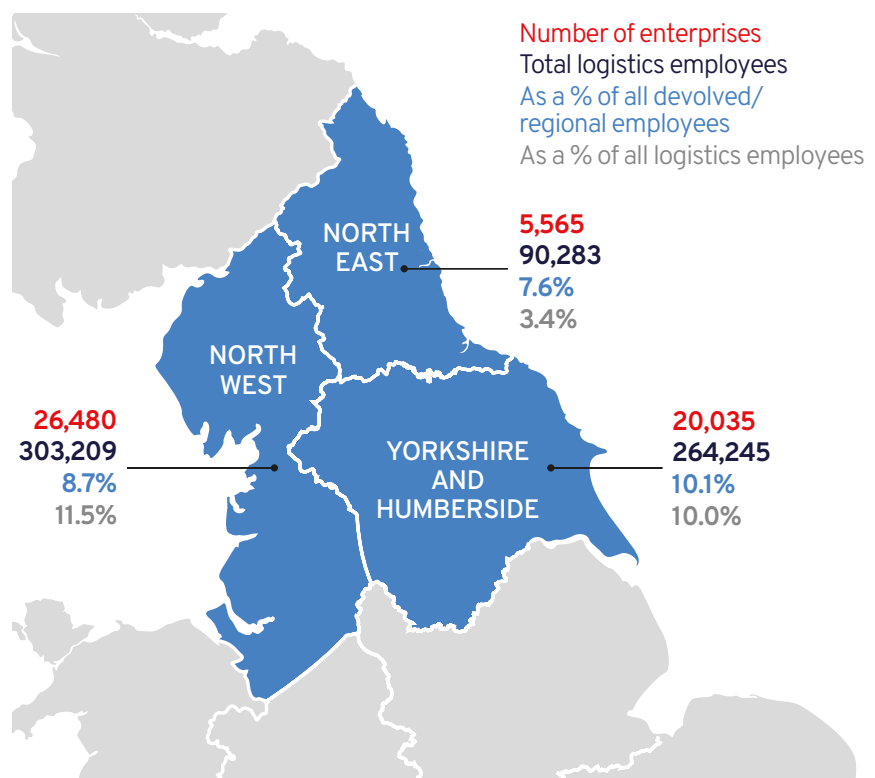 Number of enterprises
Total logistics employees
As a % of all devolved/
regional employees
As a % of all logistics employees
NORTH
EAST
5,565
90,283
7.6%
3.4%
NORTH
WEST
26,480
303,209
8.7%
11.5%
YORKSHIRE
AND
HUMBERSIDE
20,035
264,245
10.1%
10.0%